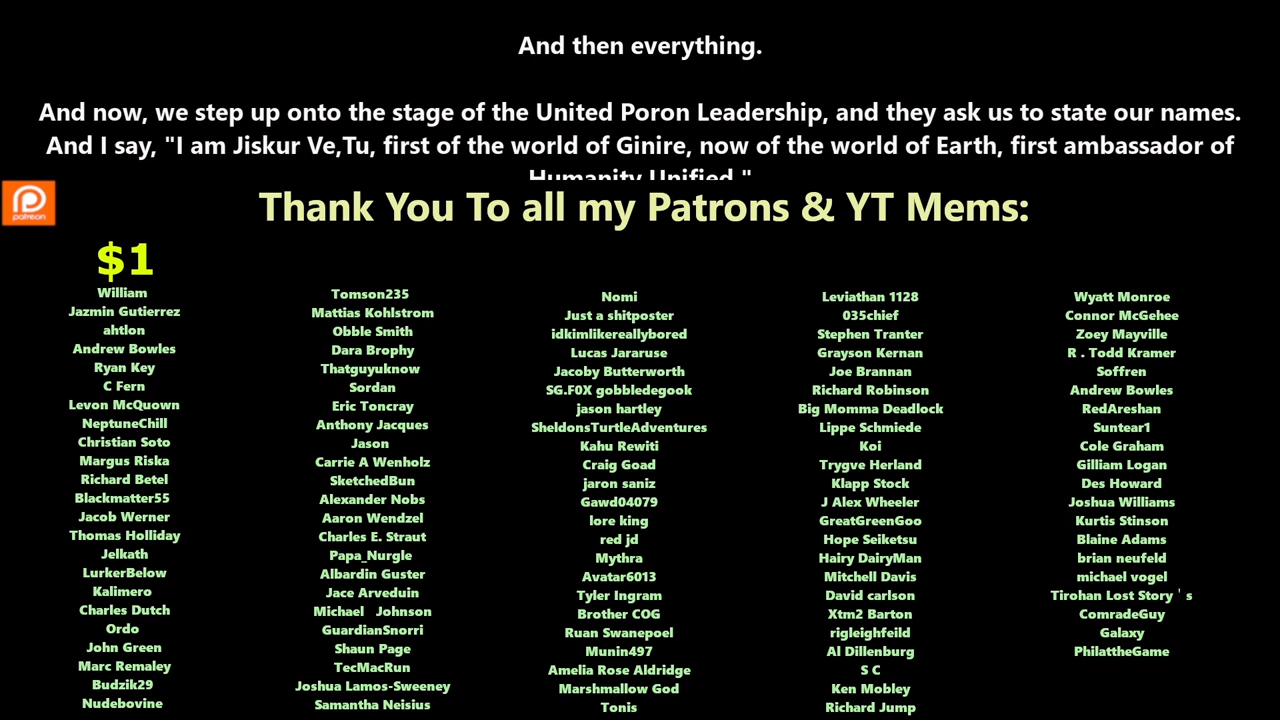 And then everything.
And now, we step up onto the stage of the United Poron Leadership, and they ask us to state our names.
And I say, "I am Jiskur Ve,Tu, first of the world of Ginire, now of the world of Earth, first ambassador of
Humanity Unified."
patreon
Thank You To all my Patrons & YT Mems:
$1
William
Jazmin Gutierrez
ahtlon
Andrew Bowles
Ryan Key
C Fern
Levon McQuown
NeptuneChill
Christian Soto
Margus Riska
Richard Betel
Blackmatter55
Jacob Werner
Thomas Holliday
Jelkath
LurkerBelow
Kalimero
Charles Dutch
Ordo
John Green
Marc Remaley
Budzik29
Nudebovine
Tomson235
Mattias Kohlstrom
Obble Smith
Dara Brophy
Thatguyuknow
Sordan
Eric Toncray
Anthony Jacques
Jason
Carrie A Wenholz
SketchedBun
Alexander Nobs
Aaron Wendzel
Charles E. Straut
Papa_Nurgle
Albardin Guster
Jace Arveduin
Michael Johnson
GuardianSnorri
Shaun Page
TecMacRun
Joshua Lamos-Sweeney
Samantha Neisius
Nomi
Just a shitposter
idkimlikereallybored
Lucas Jararuse
Jacoby Butterworth
SG.F0X gobbledegook
jason hartley
SheldonsTurtleAdventures
Kahu Rewiti
Craig Goad
jaron saniz
Gawd04079
lore king
red jd
Mythra
Avatar6013
Tyler Ingram
Brother COG
Ruan Swanepoel
Munin497
Amelia Rose Aldridge
Marshmallow God
Tonis
Leviathan 1128
035chief
Stephen Tranter
Grayson Kernan
Joe Brannan
Richard Robinson
Big Momma Deadlock
Lippe Schmiede
Koi
Trygve Herland
Klapp Stock
J Alex Wheeler
GreatGreenGoo
Hope Seiketsu
Hairy DairyMan
Mitchell Davis
David carlson
Xtm2 Barton
rigleighfeild
Al Dillenburg
S C
Ken Mobley
Richard Jump
Wyatt Monroe
Connor McGehee
Zoey Mayville
R . Todd Kramer
Soffren
Andrew Bowles
RedAreshan
Suntear1
Cole Graham
Gilliam Logan
Des Howard
Joshua Williams
Kurtis Stinson
Blaine Adams
brian neufeld
michael vogel
Tirohan Lost Story ' s
ComradeGuy
Galaxy
PhilattheGame